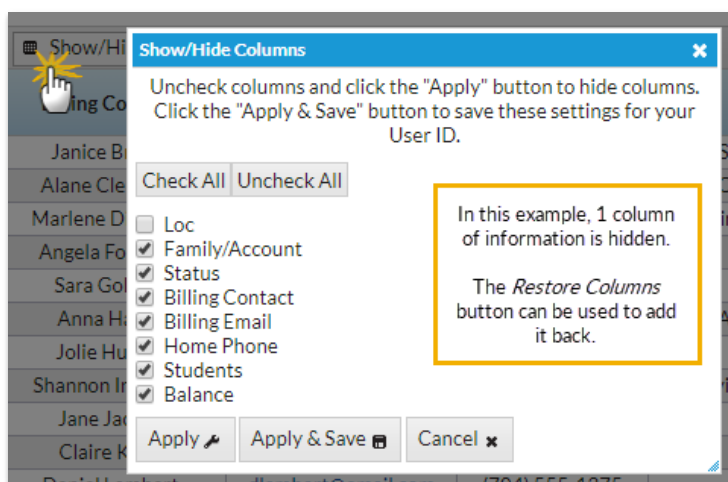 Show/Hi
Show/Hide Columns
Uncheck columns and click the "Apply" button to hide columns.
Click the "Apply & Save" button to save these settings for your
User ID.
Check All Uncheck All
Loc
Family/Account
Status
Billing Contact
Billing Email
Home Phone
Students
Balance
In this example, 1 column
of information is hidden.
The Restore Columns
button can be used to add
it back.
Apply Apply & Save Cancel
ing Co
Janice B
Alane Cle
Marlene D
Angela Fo
Sara Gol
Anna Ha
Jolie Hu
Shannon Ir
Jane Jac
Claire K